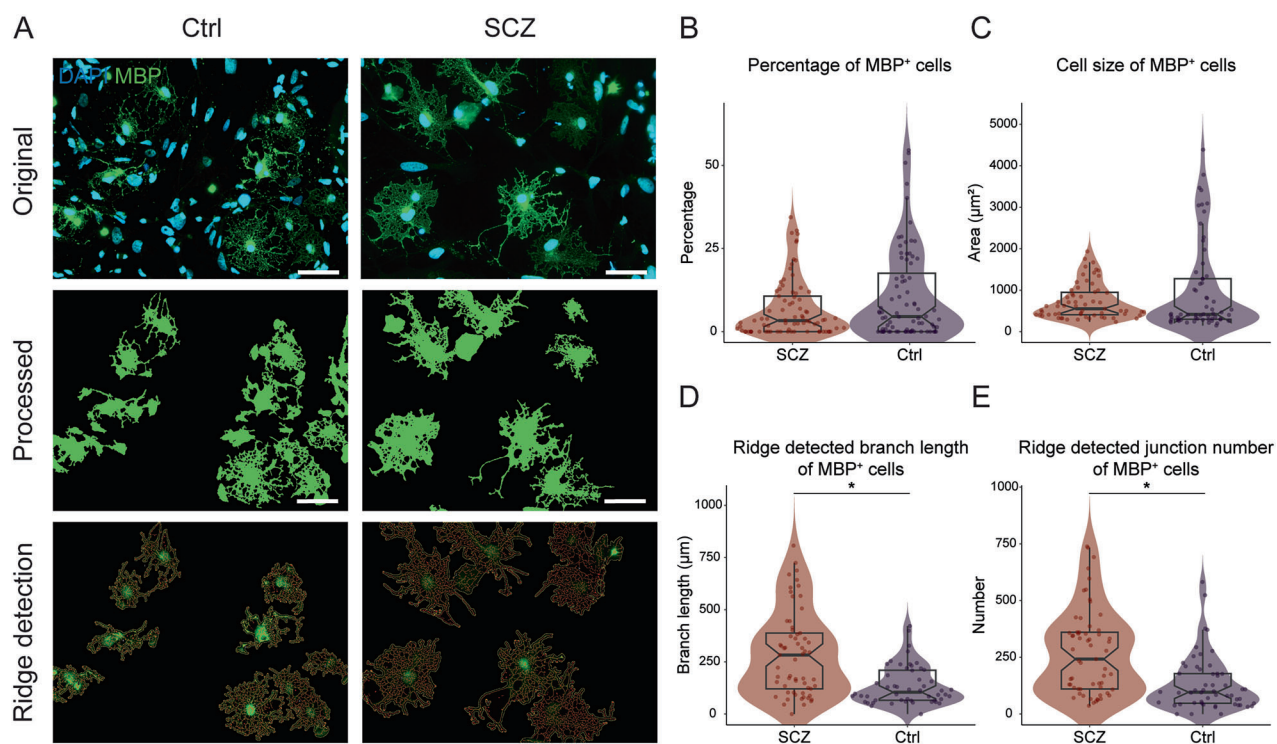 A
Ctrl
SCZ
Original
DAPI MBP
Processed
Ridge detection
B
Percentage of MBP⁺ cells
Percentage
50
25
0
SCZ
Ctrl
C
Cell size of MBP⁺ cells
Area (µm²)
5000
4000
3000
2000
1000
0
SCZ
Ctrl
D
Ridge detected branch length
of MBP⁺ cells
*
Branch length (µm)
1000
750
500
250
0
SCZ
Ctrl
E
Ridge detected junction number
of MBP⁺ cells
*
Number
1000
750
500
250
0
SCZ
Ctrl